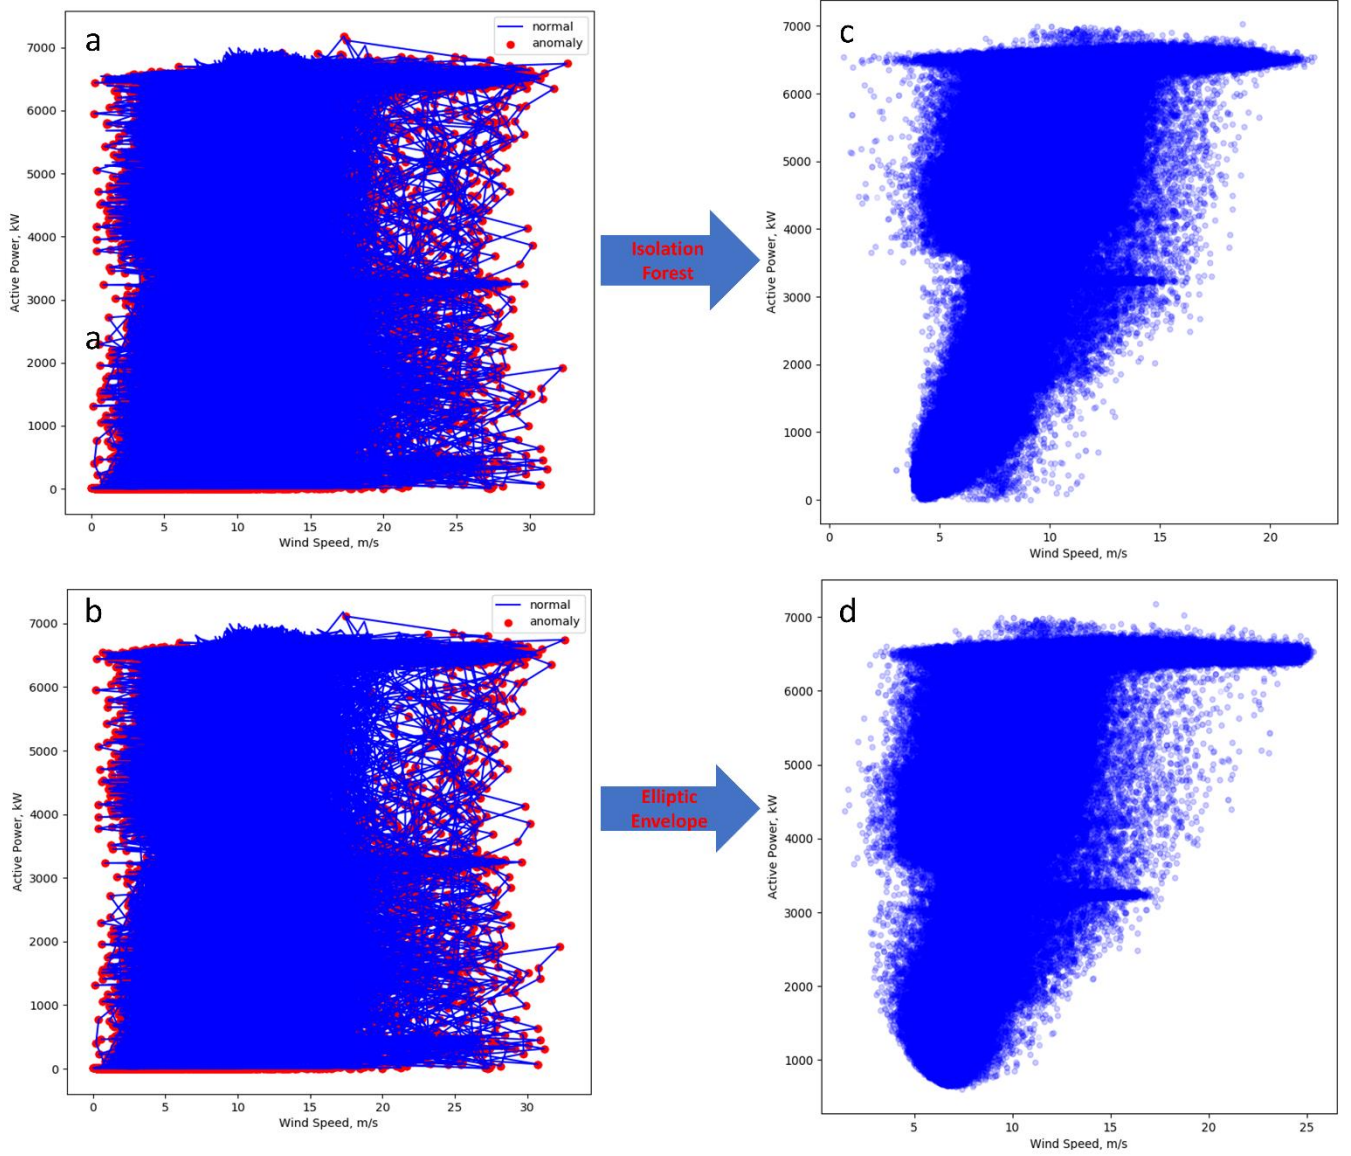 a
normal
anomaly
7000
6000
5000
4000
3000
2000
1000
0
Active Power, kW
a
0 5 10 15 20 25 30
Wind Speed, m/s
Isolation
Forest
c
7000
6000
5000
4000
3000
2000
1000
0
Active Power, kW
0 5 10 15 20
Wind Speed, m/s
b
normal
anomaly
7000
6000
5000
4000
3000
2000
1000
0
Active Power, kW
0 5 10 15 20 25 30
Wind Speed, m/s
Elliptic
Envelope
d
7000
6000
5000
4000
3000
2000
1000
Active Power, kW
5 10 15 20 25
Wind Speed, m/s